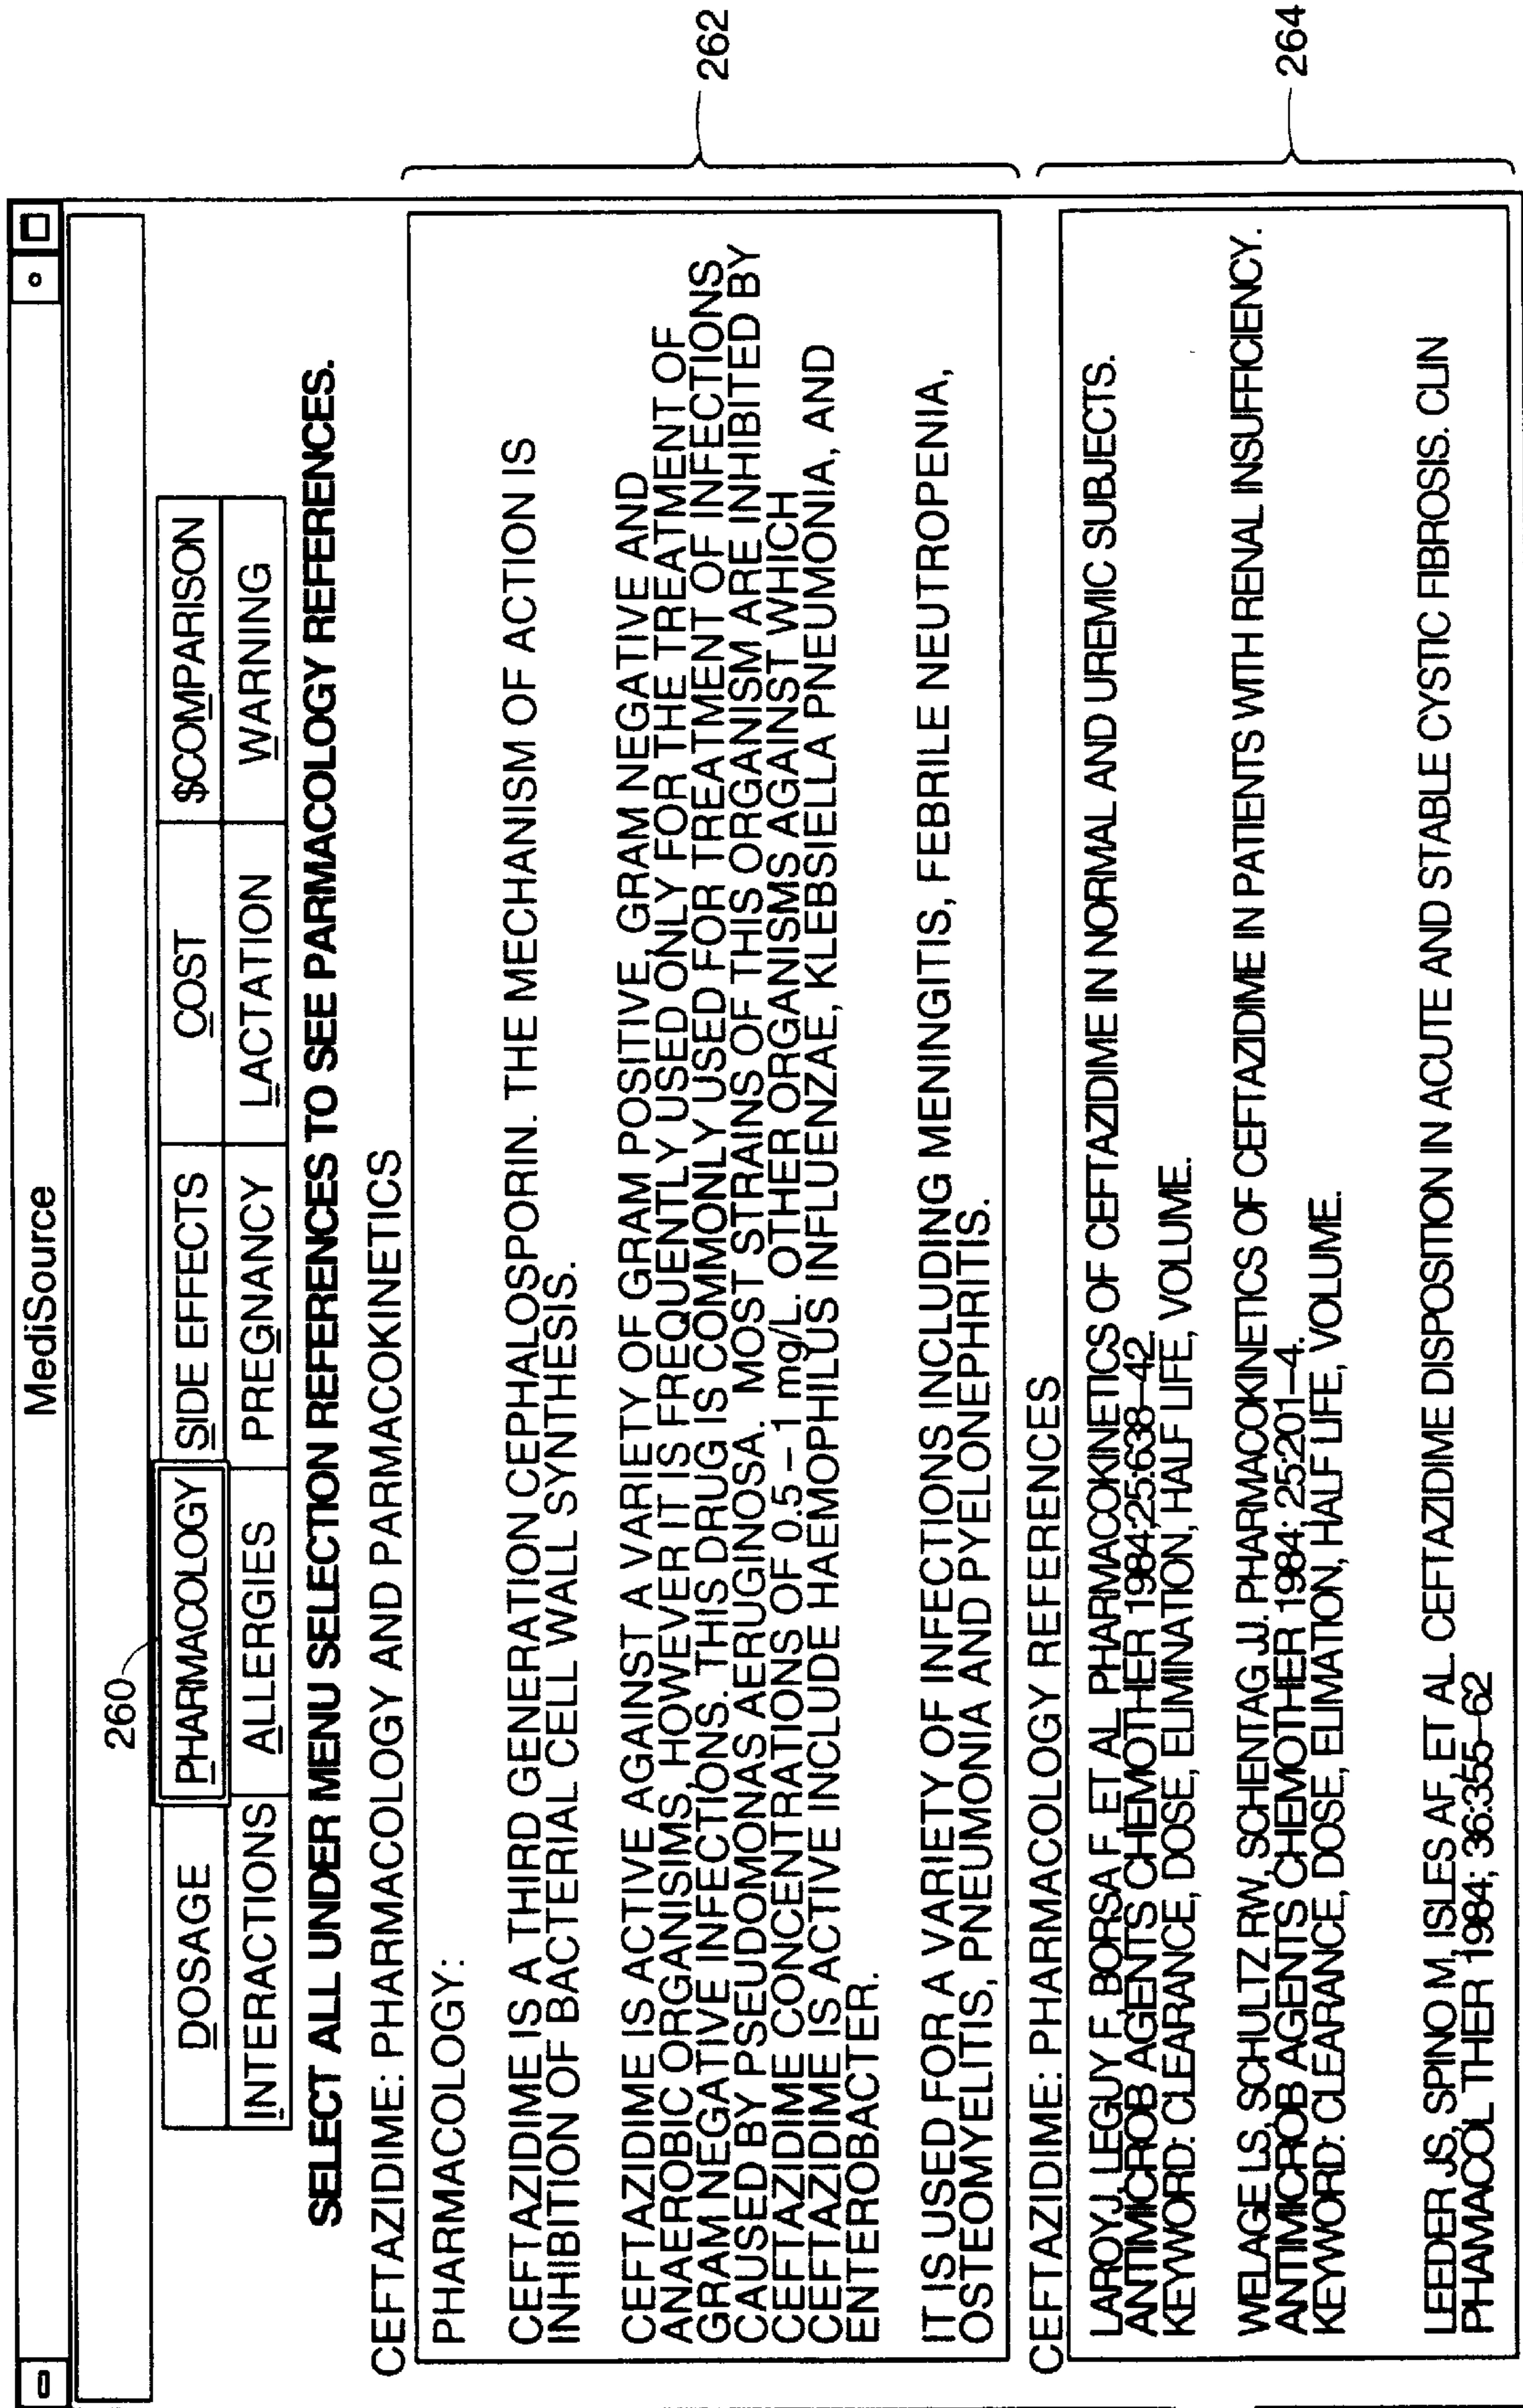 MediSource
260
DOSAGE PHARMACOLOGY SIDE EFFECTS COST $COMPARISON
INTERACTIONS ALLERGIES PREGNANCY LACTATION WARNING
SELECT ALL UNDER MENU SELECTION REFERENCES TO SEE PARMACOLOGY REFERENCES.
CEFTAZIDIME: PHARMACOLOGY AND PARMACOKINETICS
PHARMACOLOGY:
CEFTAZIDIME IS A THIRD GENERATION CEPHALOSPORIN. THE MECHANISM OF ACTION IS
INHIBITION OF BACTERIAL CELL WALL SYNTHESIS.
CEFTAZIDIME IS ACTIVE AGAINST A VARIETY OF GRAM POSITIVE, GRAM NEGATIVE AND
ANAEROBIC ORGANISIMS, HOWEVER IT IS FREQUENTLY USED ONLY FOR THE TREATMENT OF
GRAM NEGATIVE INFECTIONS. THIS DRUG IS COMMONLY USED FOR TREATMENT OF INFECTIONS
CAUSED BY PSEUDOMONAS AERUGINOSA. MOST STRAINS OF THIS ORGANISM ARE INHIBITED BY
CEFTAZIDIME CONCENTRATIONS OF 0.5 – 1 mg/L. OTHER ORGANISMS AGAINST WHICH
CEFTAZIDIME IS ACTIVE INCLUDE HAEMOPHILUS INFLUENZAE, KLEBSIELLA PNEUMONIA, AND
ENTEROBACTER.
IT IS USED FOR A VARIETY OF INFECTIONS INCLUDING MENINGITIS, FEBRILE NEUTROPENIA,
OSTEOMYELITIS, PNEUMONIA AND PYELONEPHRITIS.
262
CEFTAZIDIME: PHARMACOLOGY REFERENCES
LAROYJ, LEGUY F, BORSA F, ET AL PHARMACOKINETICS OF CEFTAZIDIME IN NORMAL AND UREMIC SUBJECTS.
ANTIMICROB AGENTS CHEMOTHER 1984;25:638–42.
KEYWORD: CLEARANCE, DOSE, ELIMINATION, HALF LIFE, VOLUME.
WELAGE LS, SCHULTZ RW, SCHENTAG JJ. PHARMACOKINETICS OF CEFTAZIDIME IN PATIENTS WITH RENAL INSUFFICIENCY.
ANTIMICROB AGENTS CHEMOTHER 1984; 25:201–4.
KEYWORD: CLEARANCE, DOSE, ELIMATION, HALF LIFE, VOLUME.
LEEDER JS, SPINO M, ISLES AF, ET AL. CEFTAZIDIME DISPOSITION IN ACUTE AND STABLE CYSTIC FIBROSIS. CLIN
PHAMACOL THER 1984; 36:355–62
264